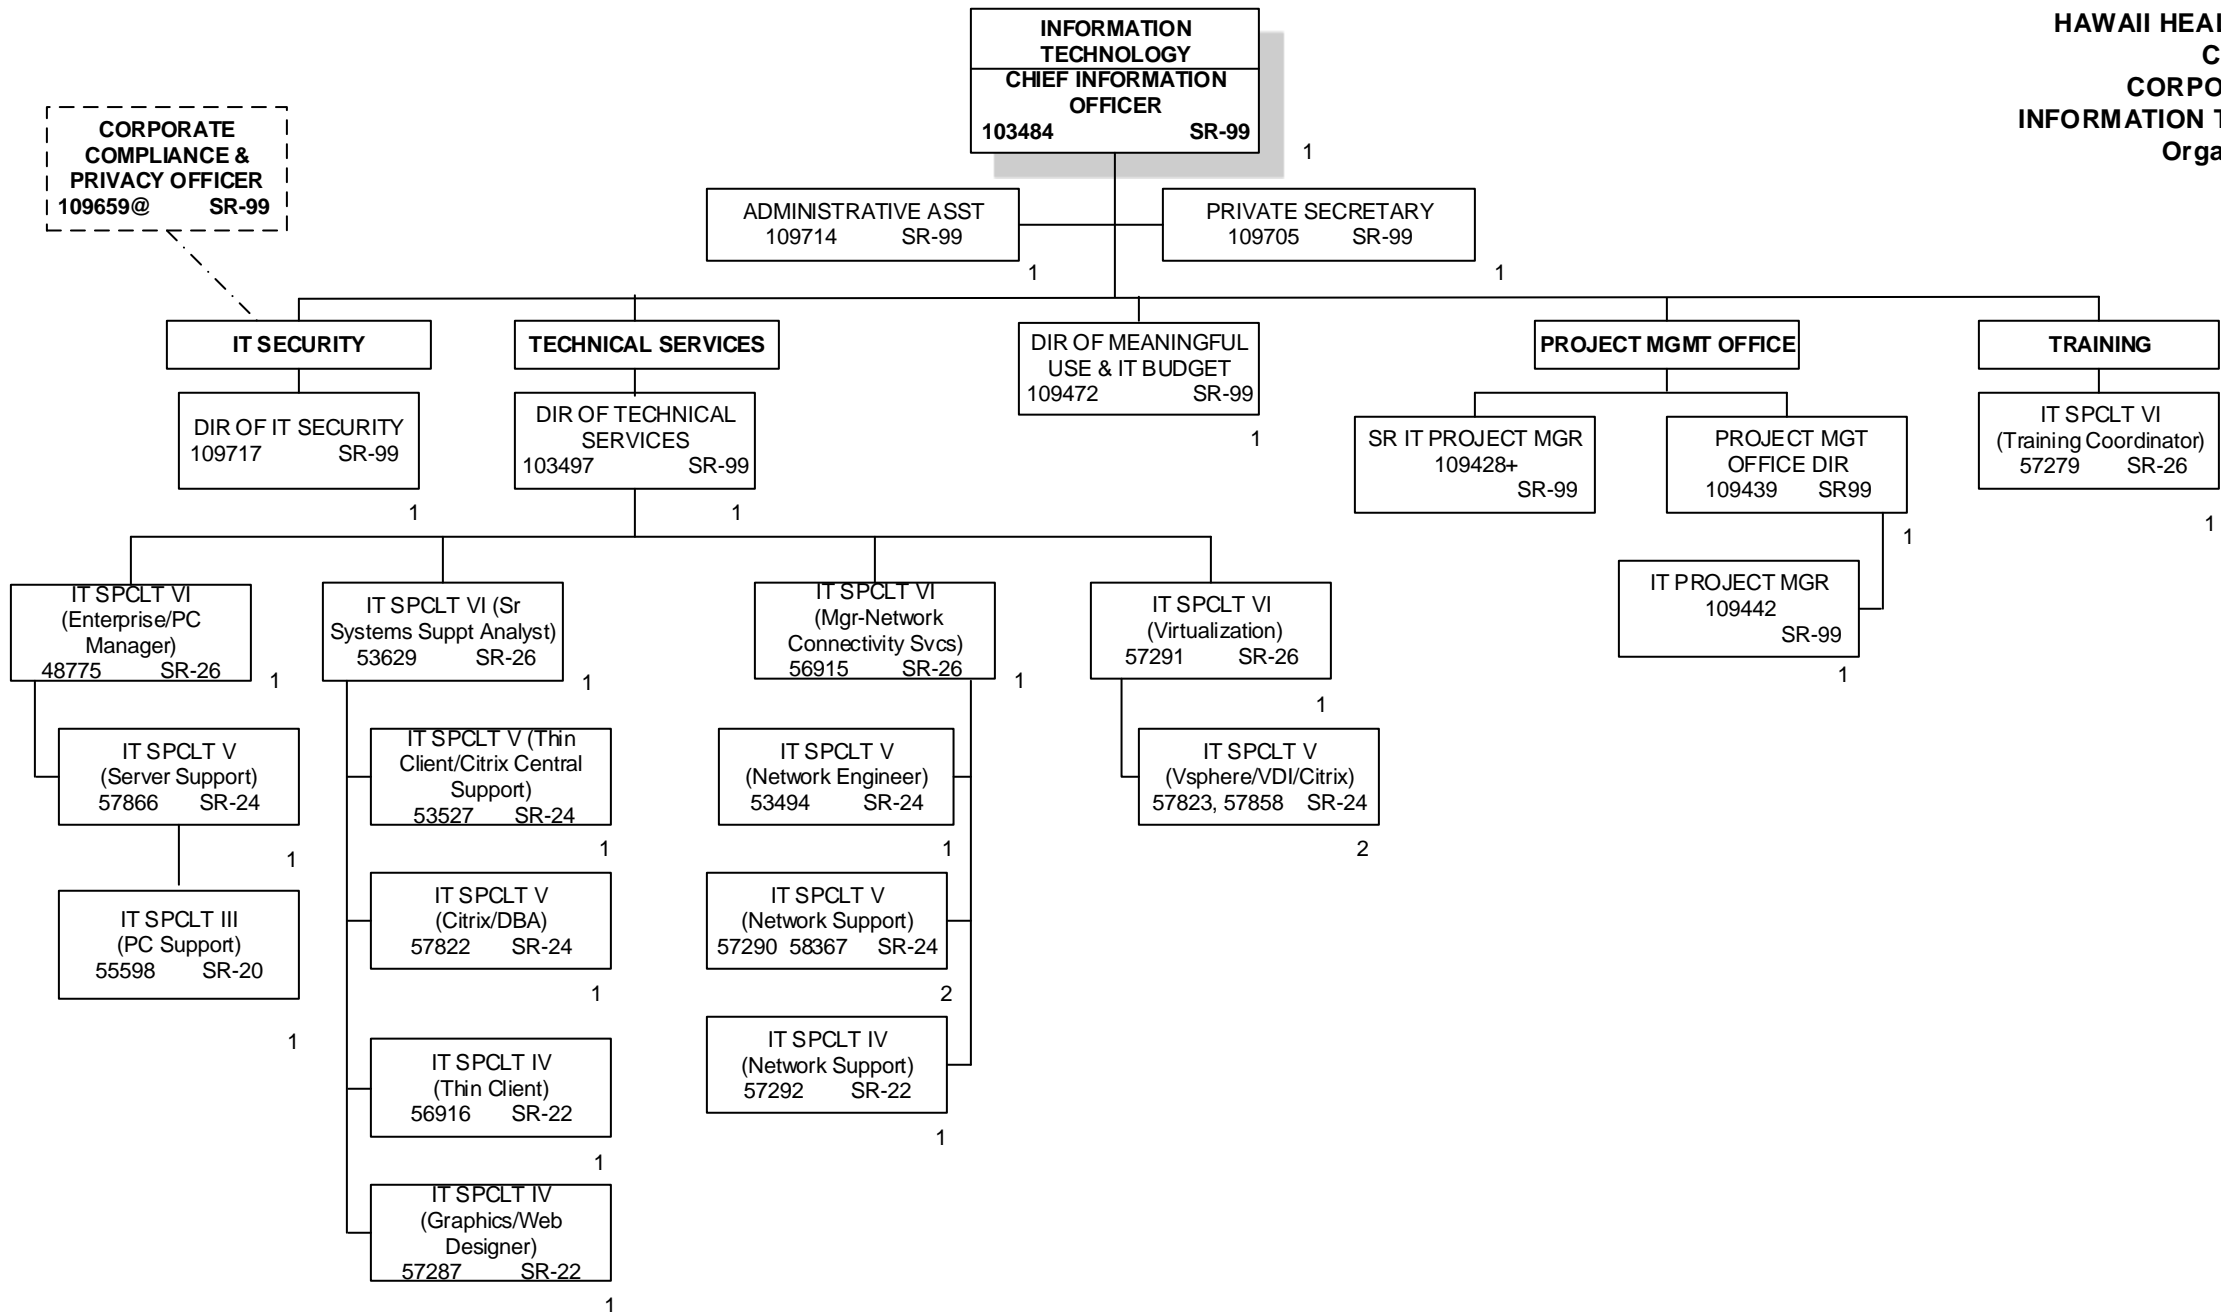 HAWAII HEAL
C
CORPO
INFORMATION T
Orga
INFORMATION
TECHNOLOGY
CHIEF INFORMATION
OFFICER
103484 SR-99
1
CORPORATE
COMPLIANCE &
PRIVACY OFFICER
109659@ SR-99
ADMINISTRATIVE ASST
109714 SR-99
1
PRIVATE SECRETARY
109705 SR-99
1
IT SECURITY
TECHNICAL SERVICES
DIR OF MEANINGFUL
USE & IT BUDGET
109472 SR-99
1
PROJECT MGMT OFFICE
TRAINING
DIR OF IT SECURITY
109717 SR-99
1
DIR OF TECHNICAL
SERVICES
103497 SR-99
1
SR IT PROJECT MGR
109428+
SR-99
PROJECT MGT
OFFICE DIR
109439 SR99
1
IT SPCLT VI
(Training Coordinator)
57279 SR-26
1
IT PROJECT MGR
109442
SR-99
1
IT SPCLT VI
(Enterprise/PC
Manager)
48775 SR-26
1
IT SPCLT VI (Sr
Systems Suppt Analyst)
53629 SR-26
1
IT SPCLT VI
(Mgr-Network
Connectivity Svcs)
56915 SR-26
1
IT SPCLT VI
(Virtualization)
57291 SR-26
1
IT SPCLT V
(Server Support)
57866 SR-24
1
IT SPCLT V (Thin
Client/Citrix Central
Support)
53527 SR-24
1
IT SPCLT V
(Network Engineer)
53494 SR-24
1
IT SPCLT V
(Vsphere/VDI/Citrix)
57823, 57858 SR-24
2
IT SPCLT III
(PC Support)
55598 SR-20
1
IT SPCLT V
(Citrix/DBA)
57822 SR-24
1
IT SPCLT V
(Network Support)
57290 58367 SR-24
2
IT SPCLT IV
(Thin Client)
56916 SR-22
1
IT SPCLT IV
(Network Support)
57292 SR-22
1
IT SPCLT IV
(Graphics/Web
Designer)
57287 SR-22
1